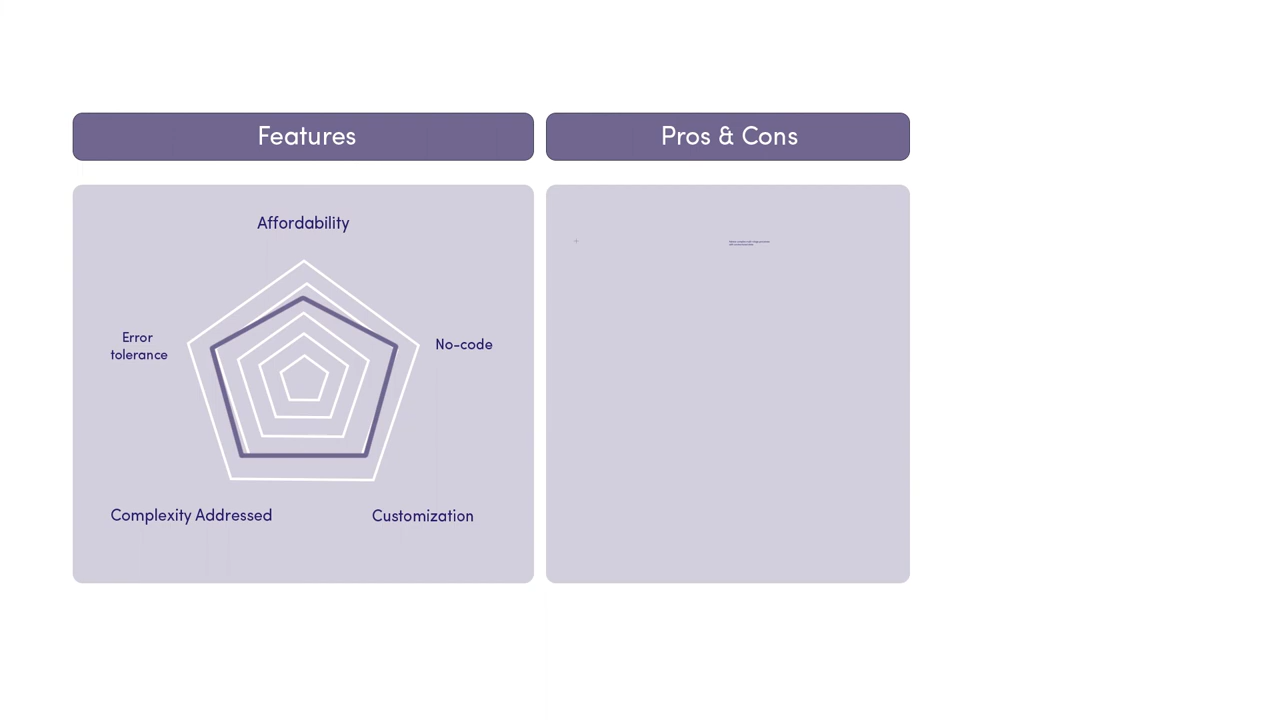 Features
Pros & Cons
Affordability
Error
tolerance
No-code
Complexity Addressed
Customization
+